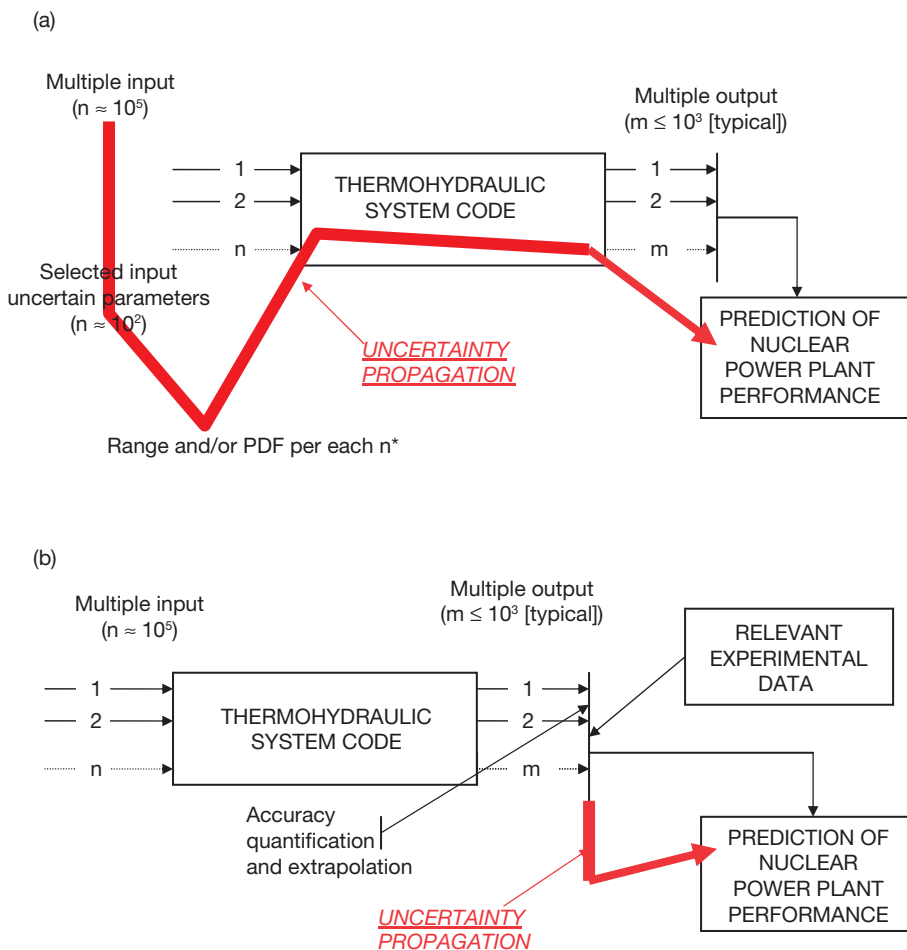 (a)
Multiple input
(n ≈ 10⁵)
Multiple output
(m ≤ 10³ [typical])
1
2
n
THERMOHYDRAULIC
SYSTEM CODE
1
2
m
Selected input
uncertain parameters
(n ≈ 10²)
UNCERTAINTY
PROPAGATION
PREDICTION OF
NUCLEAR
POWER PLANT
PERFORMANCE
Range and/or PDF per each n*
(b)
Multiple input
(n ≈ 10⁵)
Multiple output
(m ≤ 10³ [typical])
RELEVANT
EXPERIMENTAL
DATA
1
2
n
THERMOHYDRAULIC
SYSTEM CODE
1
2
m
Accuracy
quantification
and extrapolation
UNCERTAINTY
PROPAGATION
PREDICTION OF
NUCLEAR
POWER PLANT
PERFORMANCE